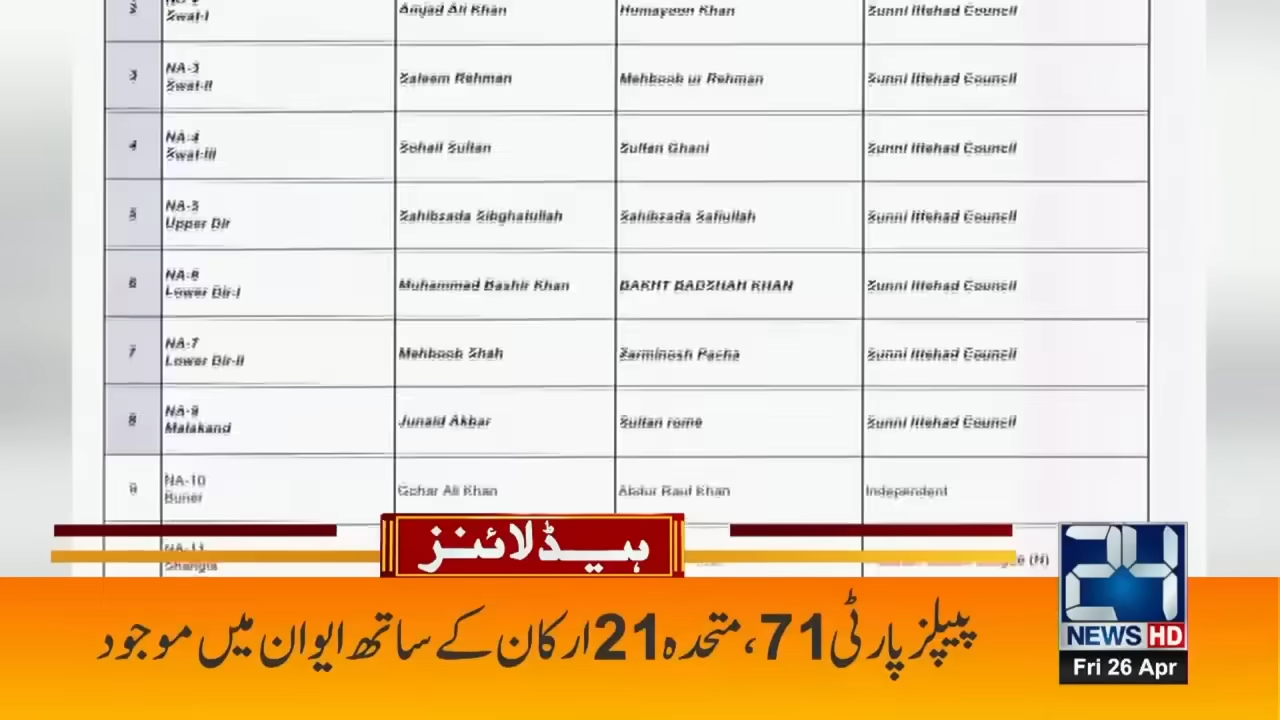 2 Swat-I Amjad Ali Khan Humayoon Khan Sunni Ittehad Council
3 NA-3 Swat-II Saleem Rehman Mehboob ur Rehman Sunni Ittehad Council
4 NA-4 Swat-III Sohail Sultan Sultan Ghani Sunni Ittehad Council
5 NA-5 Upper Dir Sahibzada Sibghatullah Sahibzada Safiullah Sunni Ittehad Council
6 NA-6 Lower Dir-I Muhammad Bashir Khan BAKHT BADSHAH KHAN Sunni Ittehad Council
7 NA-7 Lower Dir-II Mehboob Shah Zarminosh Pacha Sunni Ittehad Council
8 NA-9 Malakand Junaid Akbar Sultan rome Sunni Ittehad Council
9 NA-10 Buner Gohar Ali Khan Abdur Rauf Khan Independent
NA-11 Shangla (N)
ہیڈلائنز
پیپلز پارٹی 71، متحدہ 21 ارکان کے ساتھ ایوان میں موجود
24
NEWS HD
Fri 26 Apr